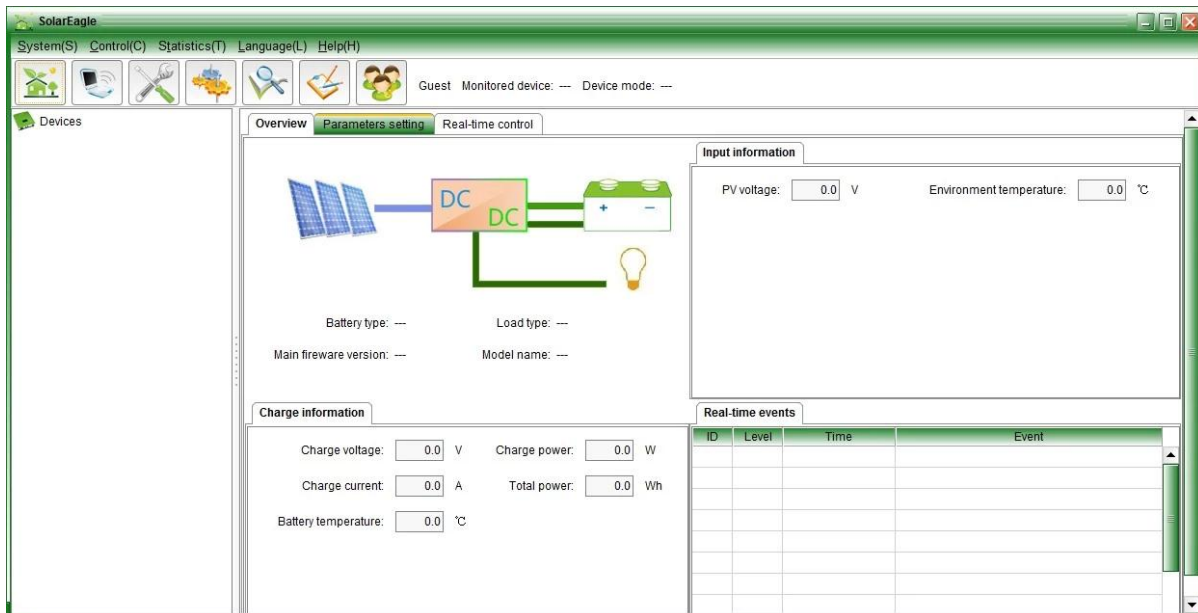 SolarEagle
System(S) Control(C) Statistics(T) Language(L) Help(H)
Guest Monitored device: --- Device mode: ---
Devices
Overview Parameters setting Real-time control
DC
DC
+ −
Battery type: --- Load type: ---
Main fireware version: --- Model name: ---
Input information
PV voltage: 0.0 V Environment temperature: 0.0 ℃
Charge information
Charge voltage: 0.0 V Charge power: 0.0 W
Charge current: 0.0 A Total power: 0.0 Wh
Battery temperature: 0.0 ℃
Real-time events
ID Level Time Event